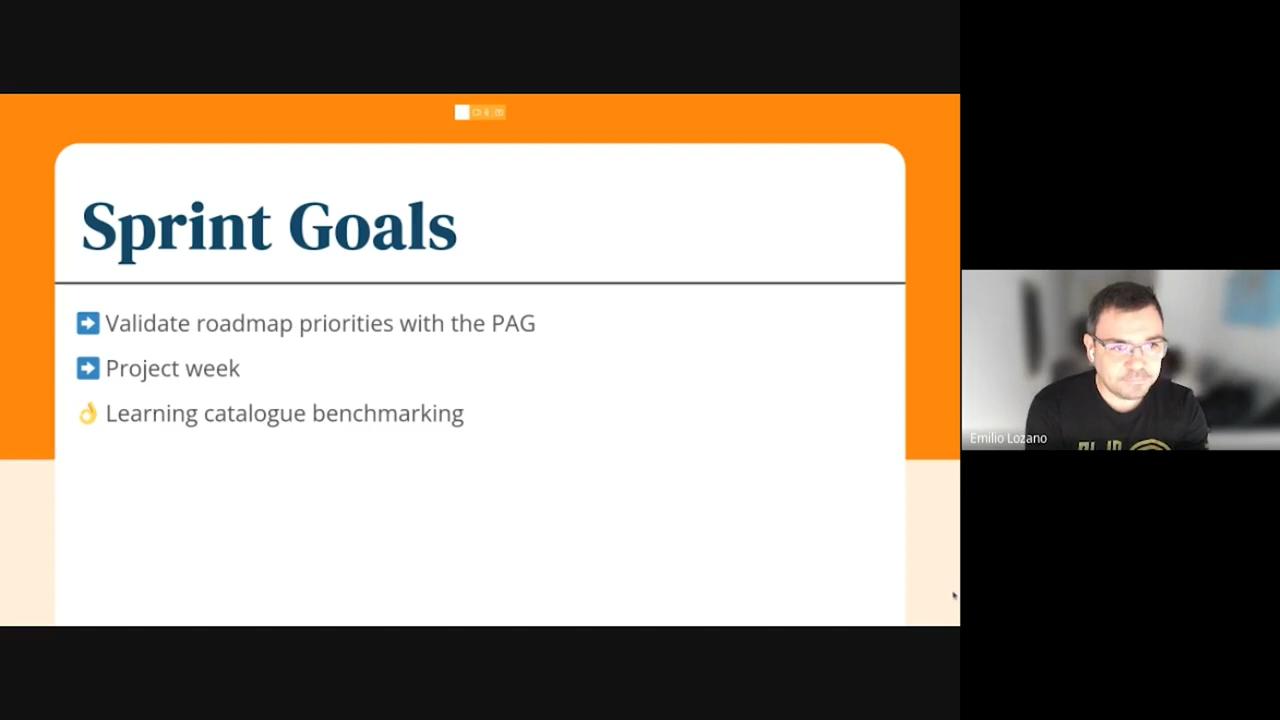 Sprint Goals
➡️ Validate roadmap priorities with the PAG
➡️ Project week
👌 Learning catalogue benchmarking
Emilio Lozano